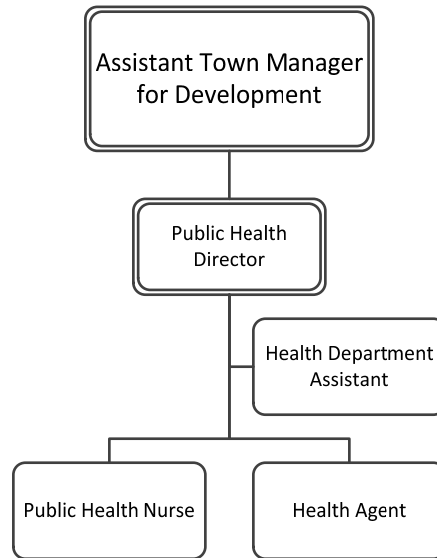 Assistant Town Manager
for Development
Public Health
Director
Health Department
Assistant
Public Health Nurse
Health Agent